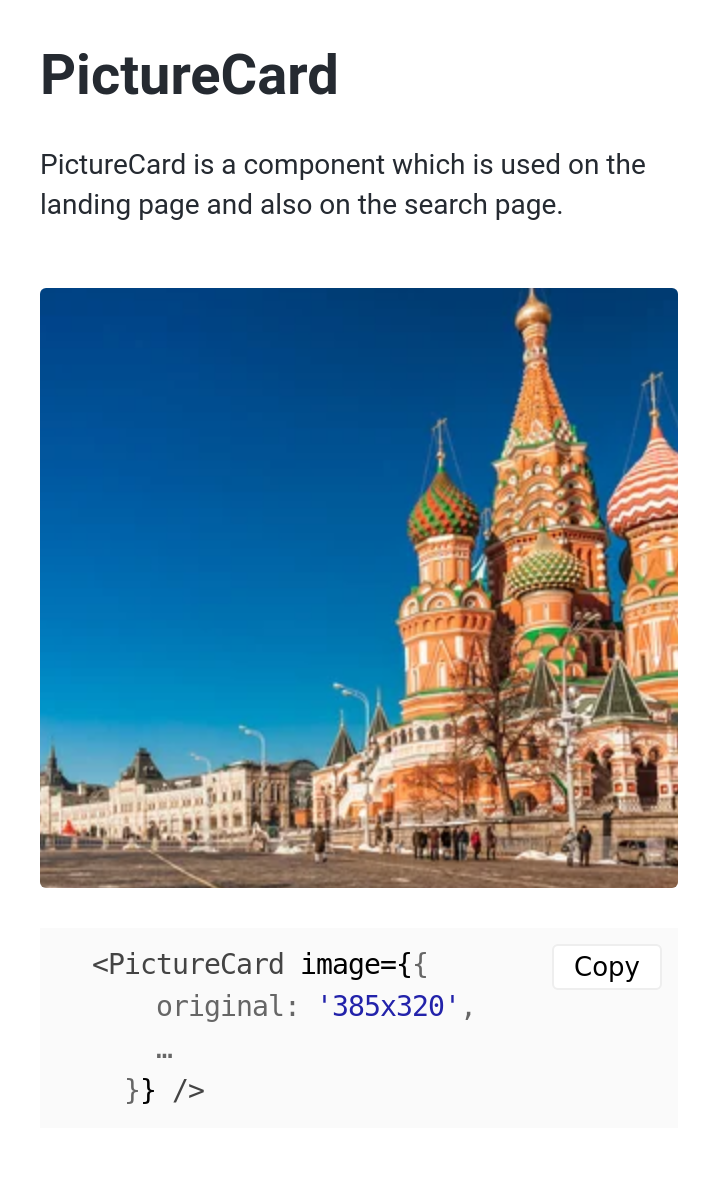 PictureCard
PictureCard is a component which is used on the
landing page and also on the search page.
<PictureCard image={{
Copy
original: '385x320',
…
}} />